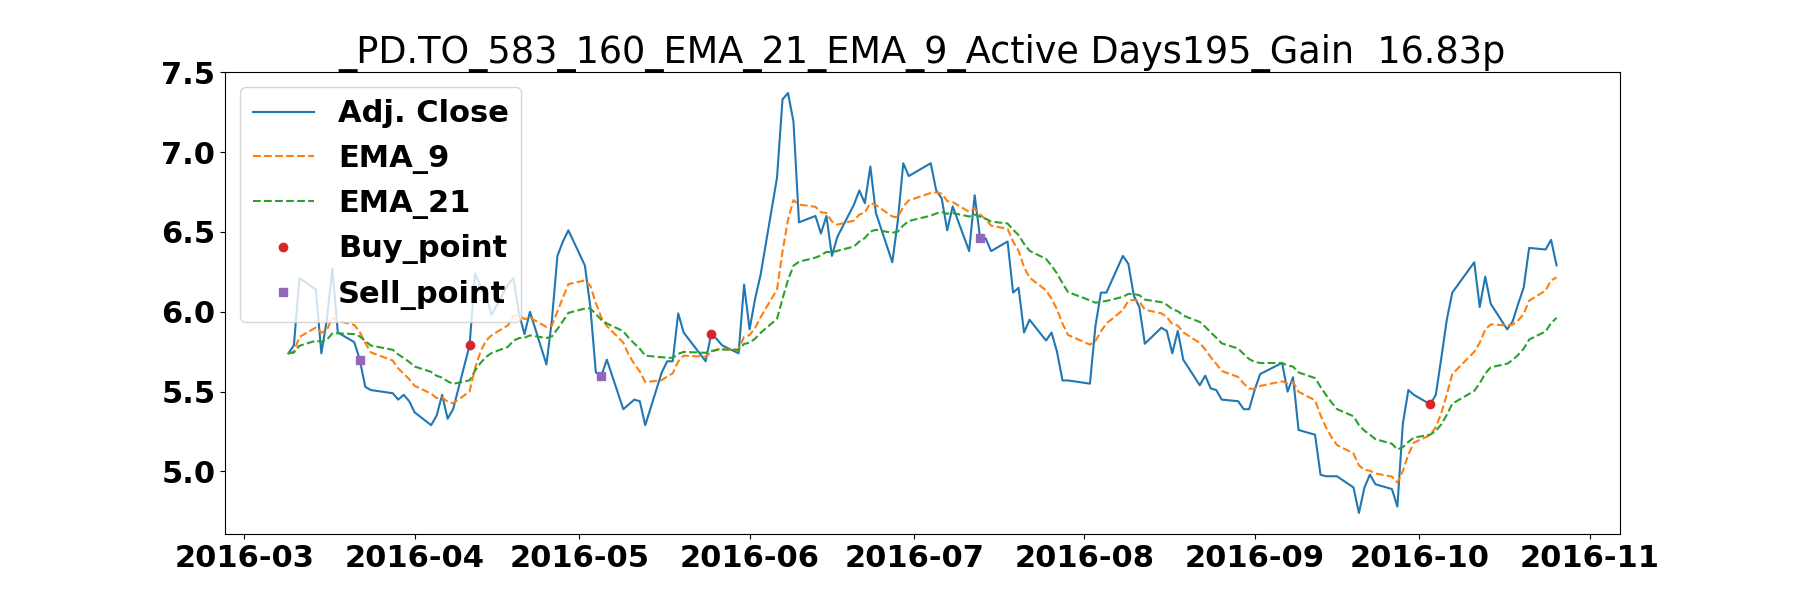 _PD.TO_583_160_EMA_21_EMA_9_Active Days195_Gain  16.83p
7.5
7.0
6.5
6.0
5.5
5.0
Adj. Close
EMA_9
EMA_21
Buy_point
Sell_point
2016-03 2016-04 2016-05 2016-06 2016-07 2016-08 2016-09 2016-10 2016-11